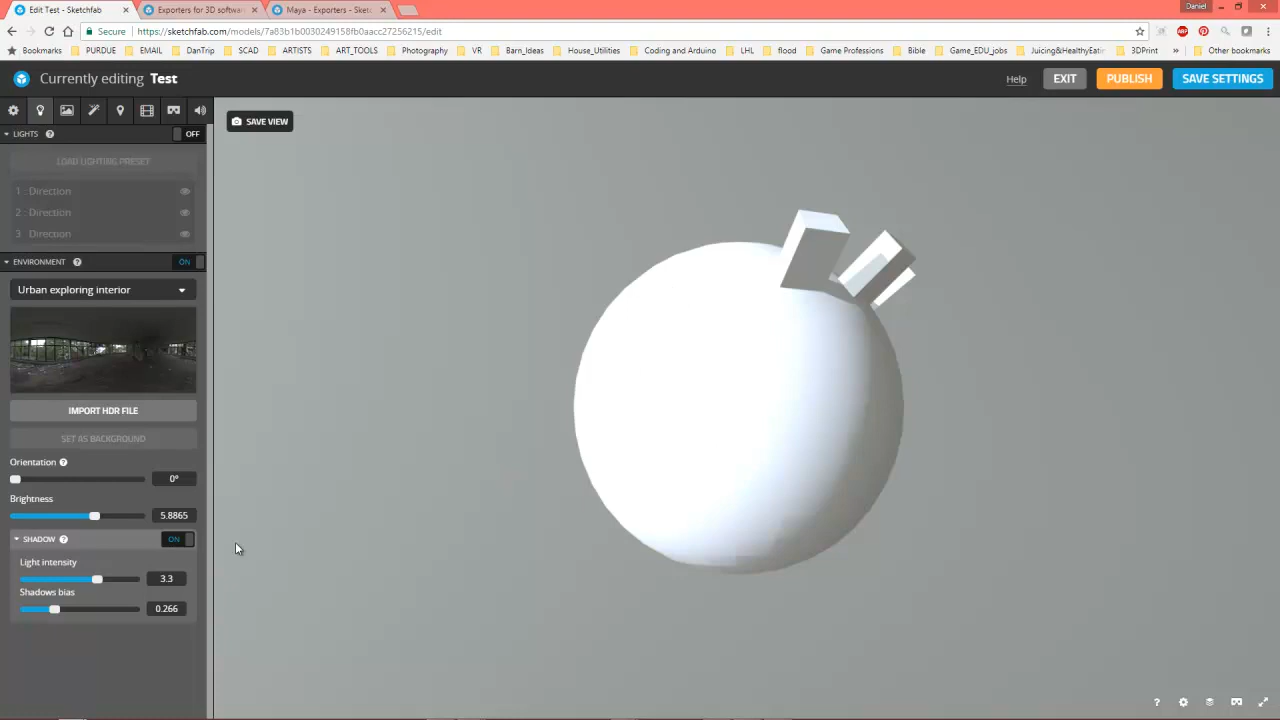 Edit Test - Sketchfab
Exporters for 3D softwar
Maya - Exporters - Sketc
Daniel
Secure
https://sketchfab.com/models/7a83b1b0030249158fb0aacc27256215/edit
Bookmarks
PURDUE
EMAIL
DanTrip
SCAD
ARTISTS
ART_TOOLS
Photography
VR
Barn_Ideas
House_Utilities
Coding and Arduino
LHL
flood
Game Professions
Bible
Game_EDU_jobs
Juicing&HealthyEatin
3DPrint
»
Other bookmarks
Currently editing Test
Help
EXIT
PUBLISH
SAVE SETTINGS
LIGHTS ?
OFF
SAVE VIEW
LOAD LIGHTING PRESET
1 : Direction
2 : Direction
3 : Direction
ENVIRONMENT ?
ON
Urban exploring interior
IMPORT HDR FILE
SET AS BACKGROUND
Orientation ?
0°
Brightness
5.8865
SHADOW ?
ON
Light intensity
3.3
Shadows bias
0.266
?